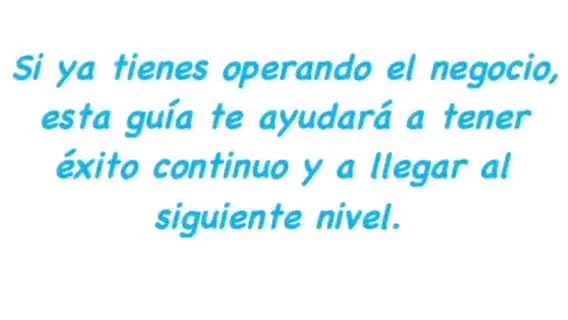 Si ya tienes operando el negocio,
esta guía te ayudará a tener
éxito continuo y a llegar al
siguiente nivel.